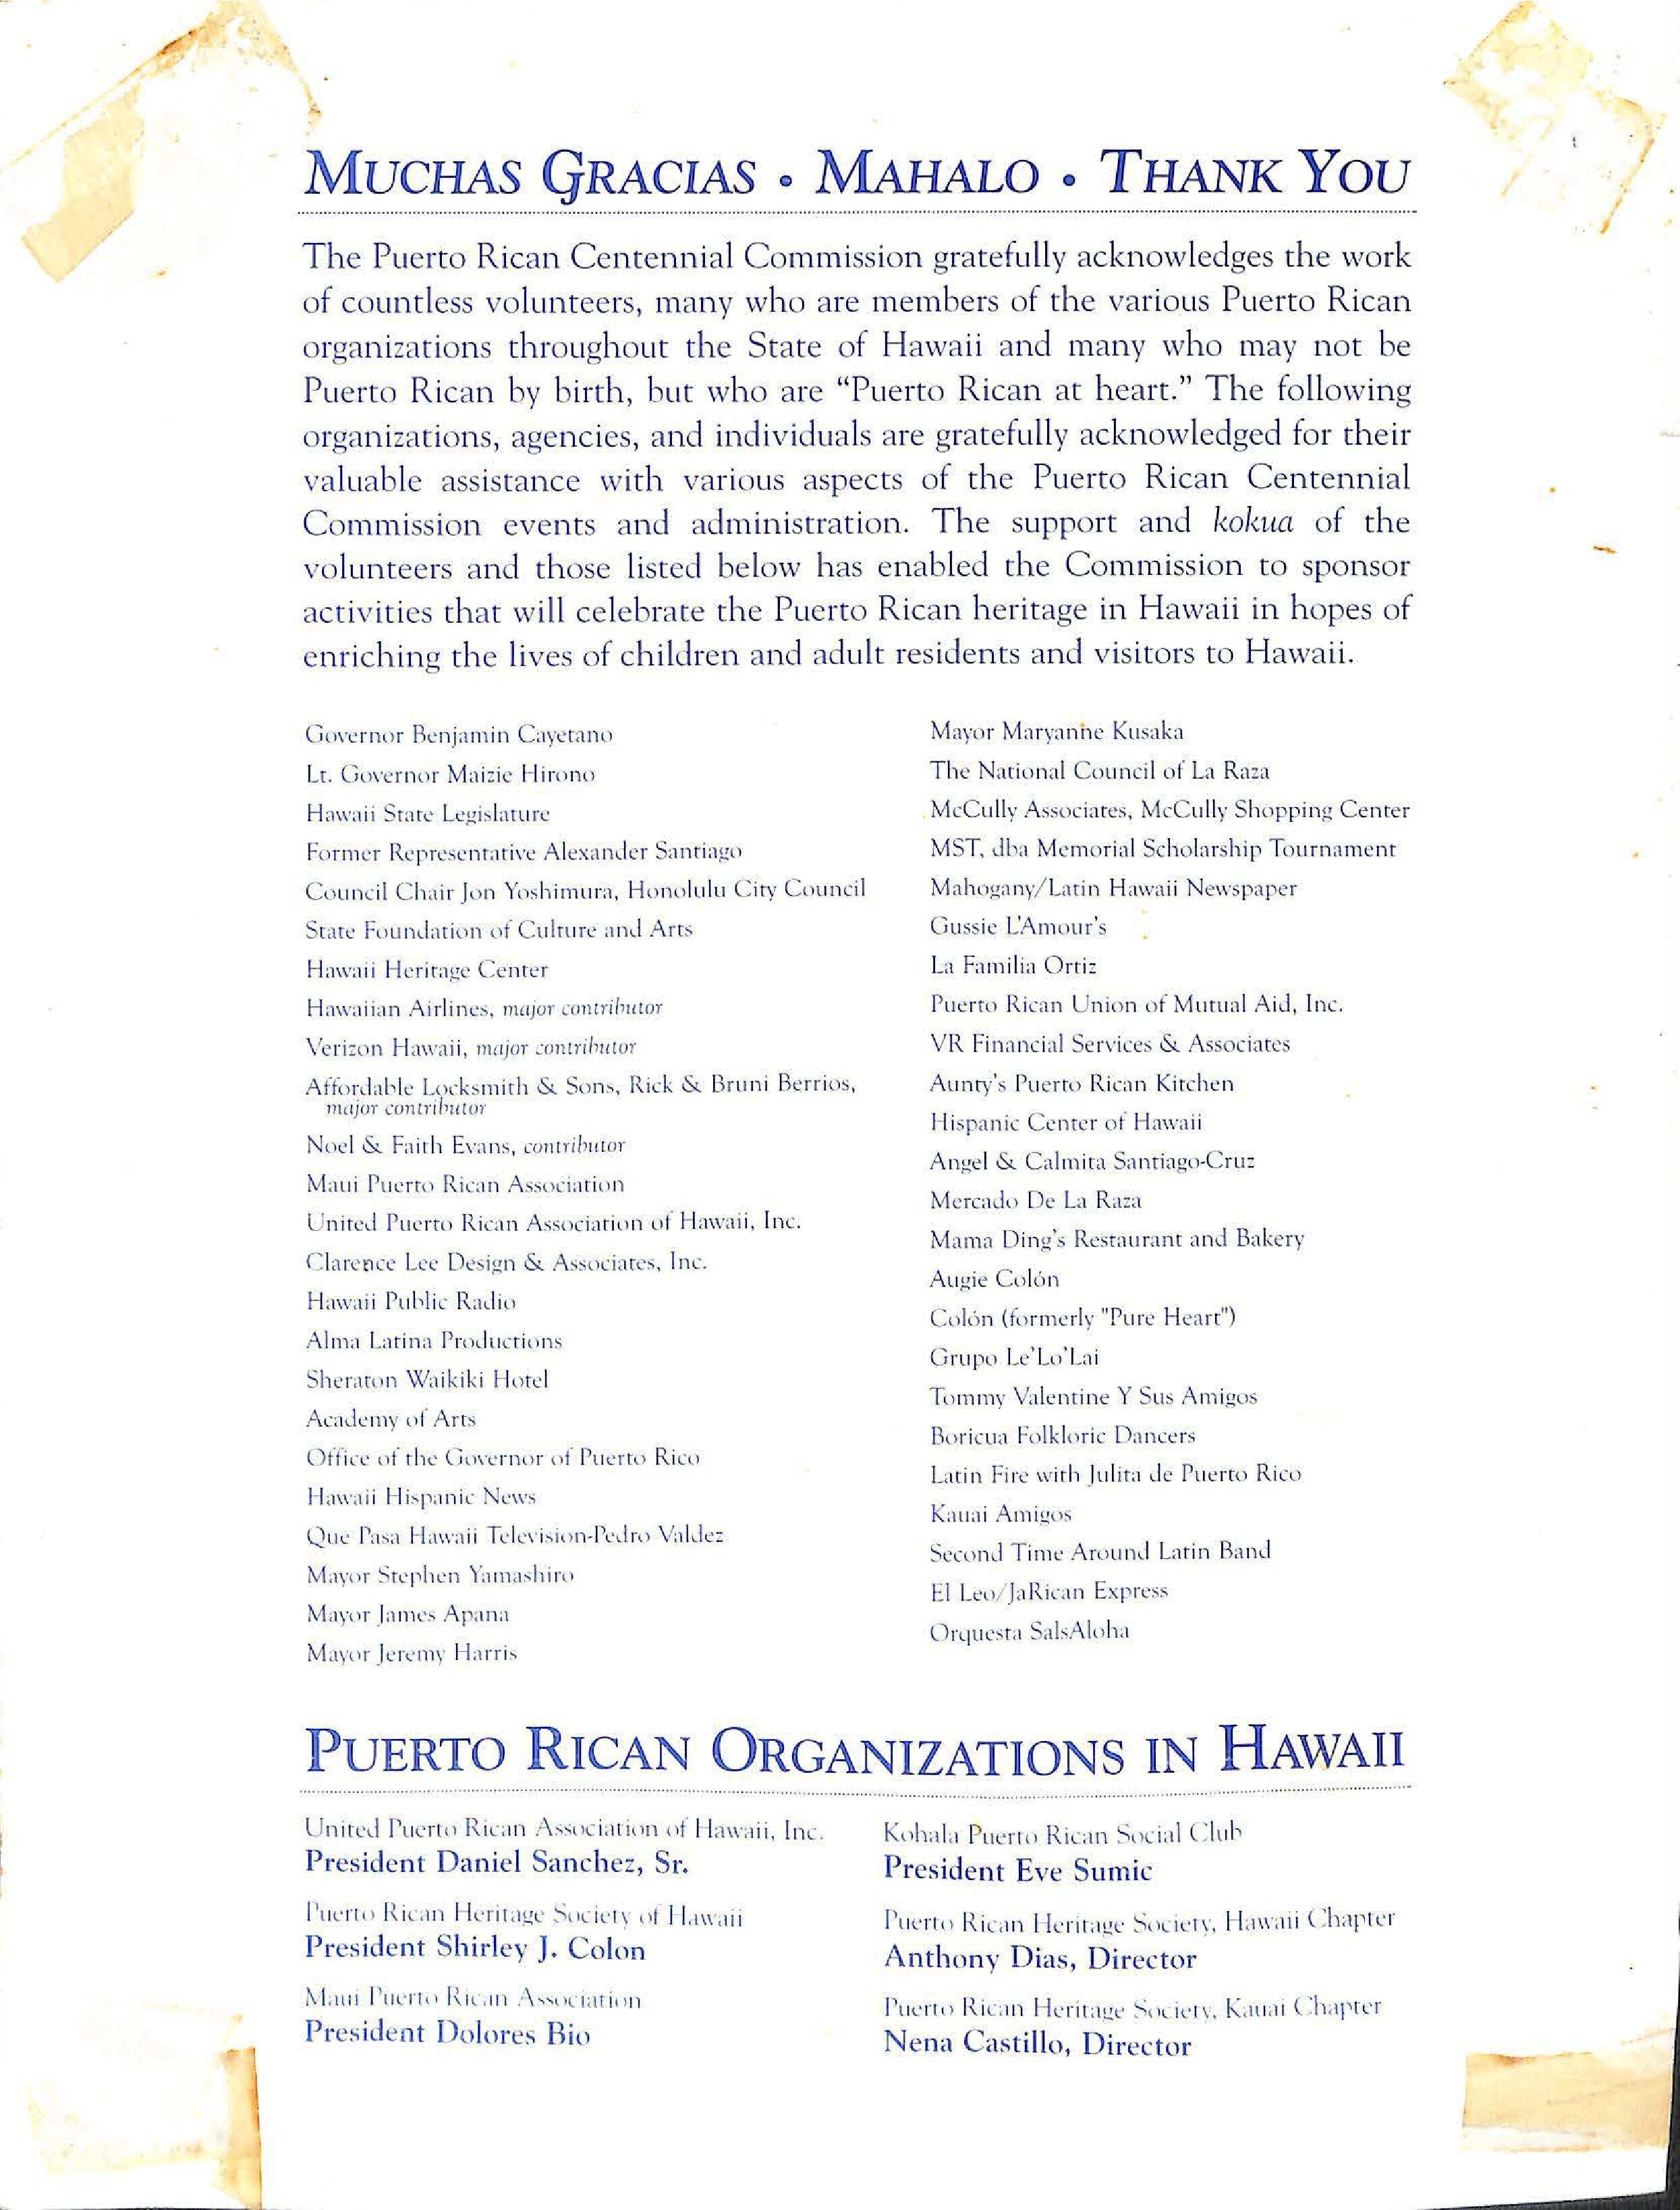 MUCHAS GRACIAS • MAHALO • THANK YOU
The Puerto Rican Centennial Commission gratefully acknowledges the work
of countless volunteers, many who are members of the various Puerto Rican
organizations throughout the State of Hawaii and many who may not be
Puerto Rican by birth, but who are “Puerto Rican at heart.” The following
organizations, agencies, and individuals are gratefully acknowledged for their
valuable assistance with various aspects of the Puerto Rican Centennial
Commission events and administration. The support and kokua of the
volunteers and those listed below has enabled the Commission to sponsor
activities that will celebrate the Puerto Rican heritage in Hawaii in hopes of
enriching the lives of children and adult residents and visitors to Hawaii.
Governor Benjamin Cayetano
Lt. Governor Maizie Hirono
Hawaii State Legislature
Former Representative Alexander Santiago
Council Chair Jon Yoshimura, Honolulu City Council
State Foundation of Culture and Arts
Hawaii Heritage Center
Hawaiian Airlines, major contributor
Verizon Hawaii, major contributor
Affordable Locksmith & Sons, Rick & Bruni Berrios,
major contributor
Noel & Faith Evans, contributor
Maui Puerto Rican Association
United Puerto Rican Association of Hawaii, Inc.
Clarence Lee Design & Associates, Inc.
Hawaii Public Radio
Alma Latina Productions
Sheraton Waikiki Hotel
Academy of Arts
Office of the Governor of Puerto Rico
Hawaii Hispanic News
Que Pasa Hawaii Television-Pedro Valdez
Mayor Stephen Yamashiro
Mayor James Apana
Mayor Jeremy Harris
Mayor Maryanne Kusaka
The National Council of La Raza
McCully Associates, McCully Shopping Center
MST, dba Memorial Scholarship Tournament
Mahogany/Latin Hawaii Newspaper
Gussie L'Amour's
La Familia Ortiz
Puerto Rican Union of Mutual Aid, Inc.
VR Financial Services & Associates
Aunty's Puerto Rican Kitchen
Hispanic Center of Hawaii
Angel & Calmita Santiago-Cruz
Mercado De La Raza
Mama Ding's Restaurant and Bakery
Augie Colón
Colón (formerly "Pure Heart")
Grupo Le'Lo'Lai
Tommy Valentine Y Sus Amigos
Boricua Folkloric Dancers
Latin Fire with Julita de Puerto Rico
Kauai Amigos
Second Time Around Latin Band
El Leo/JaRican Express
Orquesta SalsAloha
PUERTO RICAN ORGANIZATIONS IN HAWAII
United Puerto Rican Association of Hawaii, Inc.
President Daniel Sanchez, Sr.
Puerto Rican Heritage Society of Hawaii
President Shirley J. Colon
Maui Puerto Rican Association
President Dolores Bio
Kohala Puerto Rican Social Club
President Eve Sumic
Puerto Rican Heritage Society, Hawaii Chapter
Anthony Dias, Director
Puerto Rican Heritage Society, Kauai Chapter
Nena Castillo, Director